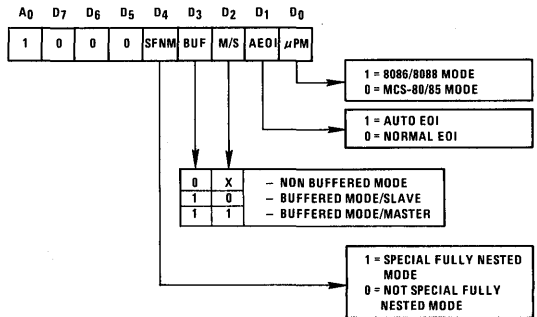 A0 D7 D6 D5 D4 D3 D2 D1 D0
1 0 0 0 SFNM BUF M/S AEOI μPM
1 = 8086/8088 MODE
0 = MCS-80/85 MODE
1 = AUTO EOI
0 = NORMAL EOI
0 X – NON BUFFERED MODE
1 0 – BUFFERED MODE/SLAVE
1 1 – BUFFERED MODE/MASTER
1 = SPECIAL FULLY NESTED
MODE
0 = NOT SPECIAL FULLY
NESTED MODE